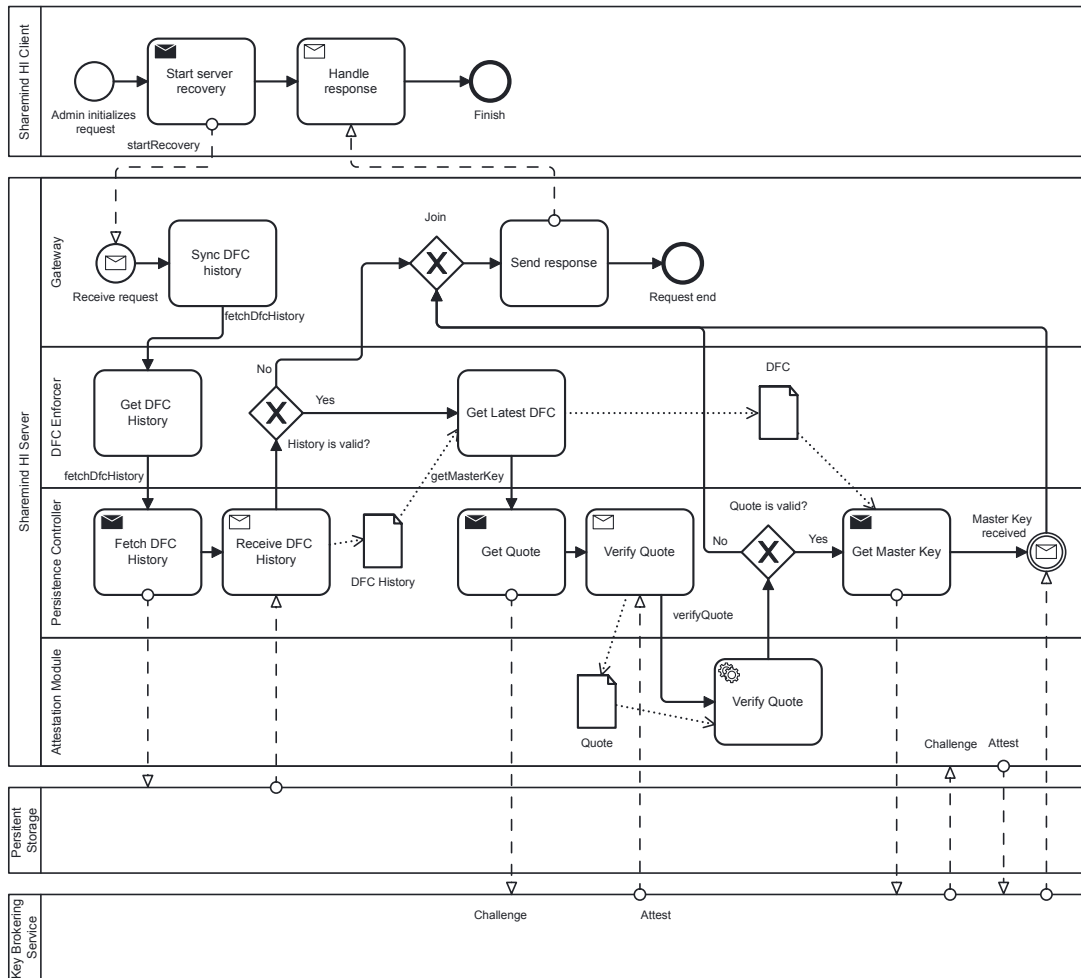 Sharemind HI Client
Start server
recovery
Handle
response
Admin initializes
request
Finish
startRecovery
Sharemind HI Server
Gateway
Join
Sync DFC
history
Send response
Receive request
Request end
fetchDfcHistory
DFC Enforcer
No
DFC
Yes
Get DFC
History
Get Latest DFC
History is valid?
fetchDfcHistory
getMasterKey
Persistence Controller
Quote is valid?
Master Key
received
Fetch DFC
History
Receive DFC
History
Get Quote
Verify Quote
No
Yes
Get Master Key
DFC History
verifyQuote
Attestation Module
Verify Quote
Quote
Challenge
Attest
Persitent
Storage
Key Brokering
Service
Challenge
Attest